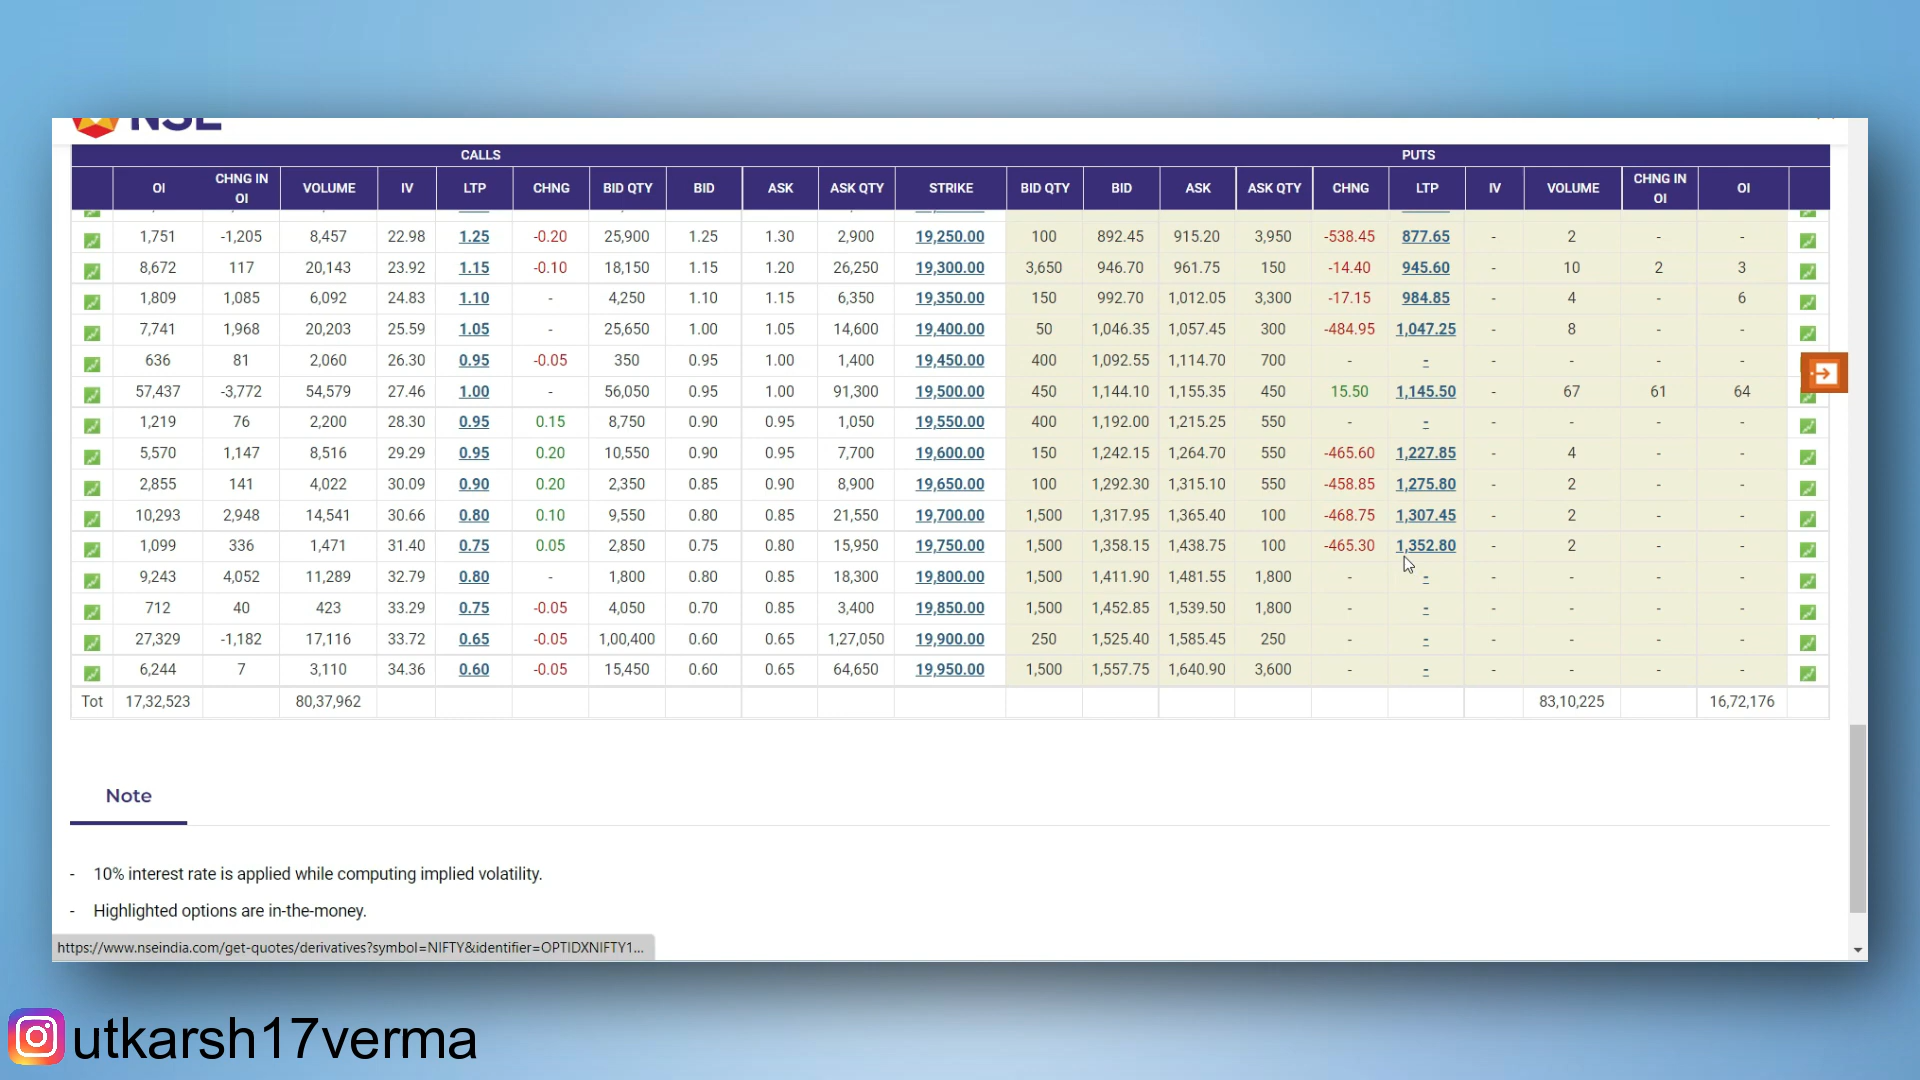 NSE
CALLS PUTS
OI CHNG IN OI VOLUME IV LTP CHNG BID QTY BID ASK ASK QTY STRIKE BID QTY BID ASK ASK QTY CHNG LTP IV VOLUME CHNG IN OI OI
1,751 -1,205 8,457 22.98 1.25 -0.20 25,900 1.25 1.30 2,900 19,250.00 100 892.45 915.20 3,950 -538.45 877.65 - 2 - -
8,672 117 20,143 23.92 1.15 -0.10 18,150 1.15 1.20 26,250 19,300.00 3,650 946.70 961.75 150 -14.40 945.60 - 10 2 3
1,809 1,085 6,092 24.83 1.10 - 4,250 1.10 1.15 6,350 19,350.00 150 992.70 1,012.05 3,300 -17.15 984.85 - 4 - 6
7,741 1,968 20,203 25.59 1.05 - 25,650 1.00 1.05 14,600 19,400.00 50 1,046.35 1,057.45 300 -484.95 1,047.25 - 8 - -
636 81 2,060 26.30 0.95 -0.05 350 0.95 1.00 1,400 19,450.00 400 1,092.55 1,114.70 700 - - - - - -
57,437 -3,772 54,579 27.46 1.00 - 56,050 0.95 1.00 91,300 19,500.00 450 1,144.10 1,155.35 450 15.50 1,145.50 - 67 61 64
1,219 76 2,200 28.30 0.95 0.15 8,750 0.90 0.95 1,050 19,550.00 400 1,192.00 1,215.25 550 - - - - - -
5,570 1,147 8,516 29.29 0.95 0.20 10,550 0.90 0.95 7,700 19,600.00 150 1,242.15 1,264.70 550 -465.60 1,227.85 - 4 - -
2,855 141 4,022 30.09 0.90 0.20 2,350 0.85 0.90 8,900 19,650.00 100 1,292.30 1,315.10 550 -458.85 1,275.80 - 2 - -
10,293 2,948 14,541 30.66 0.80 0.10 9,550 0.80 0.85 21,550 19,700.00 1,500 1,317.95 1,365.40 100 -468.75 1,307.45 - 2 - -
1,099 336 1,471 31.40 0.75 0.05 2,850 0.75 0.80 15,950 19,750.00 1,500 1,358.15 1,438.75 100 -465.30 1,352.80 - 2 - -
9,243 4,052 11,289 32.79 0.80 - 1,800 0.80 0.85 18,300 19,800.00 1,500 1,411.90 1,481.55 1,800 - - - - - -
712 40 423 33.29 0.75 -0.05 4,050 0.70 0.85 3,400 19,850.00 1,500 1,452.85 1,539.50 1,800 - - - - - -
27,329 -1,182 17,116 33.72 0.65 -0.05 1,00,400 0.60 0.65 1,27,050 19,900.00 250 1,525.40 1,585.45 250 - - - - - -
6,244 7 3,110 34.36 0.60 -0.05 15,450 0.60 0.65 64,650 19,950.00 1,500 1,557.75 1,640.90 3,600 - - - - - -
Tot 17,32,523 80,37,962 83,10,225 16,72,176
Note
- 10% interest rate is applied while computing implied volatility.
- Highlighted options are in-the-money.
https://www.nseindia.com/get-quotes/derivatives?symbol=NIFTY&identifier=OPTIDXNIFTY1...
utkarsh17verma